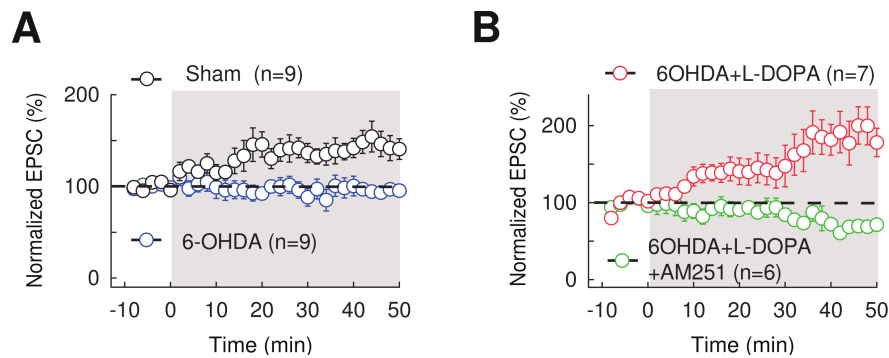 A
Sham (n=9)
200
100
0
Normalized EPSC (%)
6-OHDA (n=9)
-10 0 10 20 30 40 50
Time (min)
B
6OHDA+L-DOPA (n=7)
200
100
0
Normalized EPSC (%)
6OHDA+L-DOPA
+AM251 (n=6)
-10 0 10 20 30 40 50
Time (min)